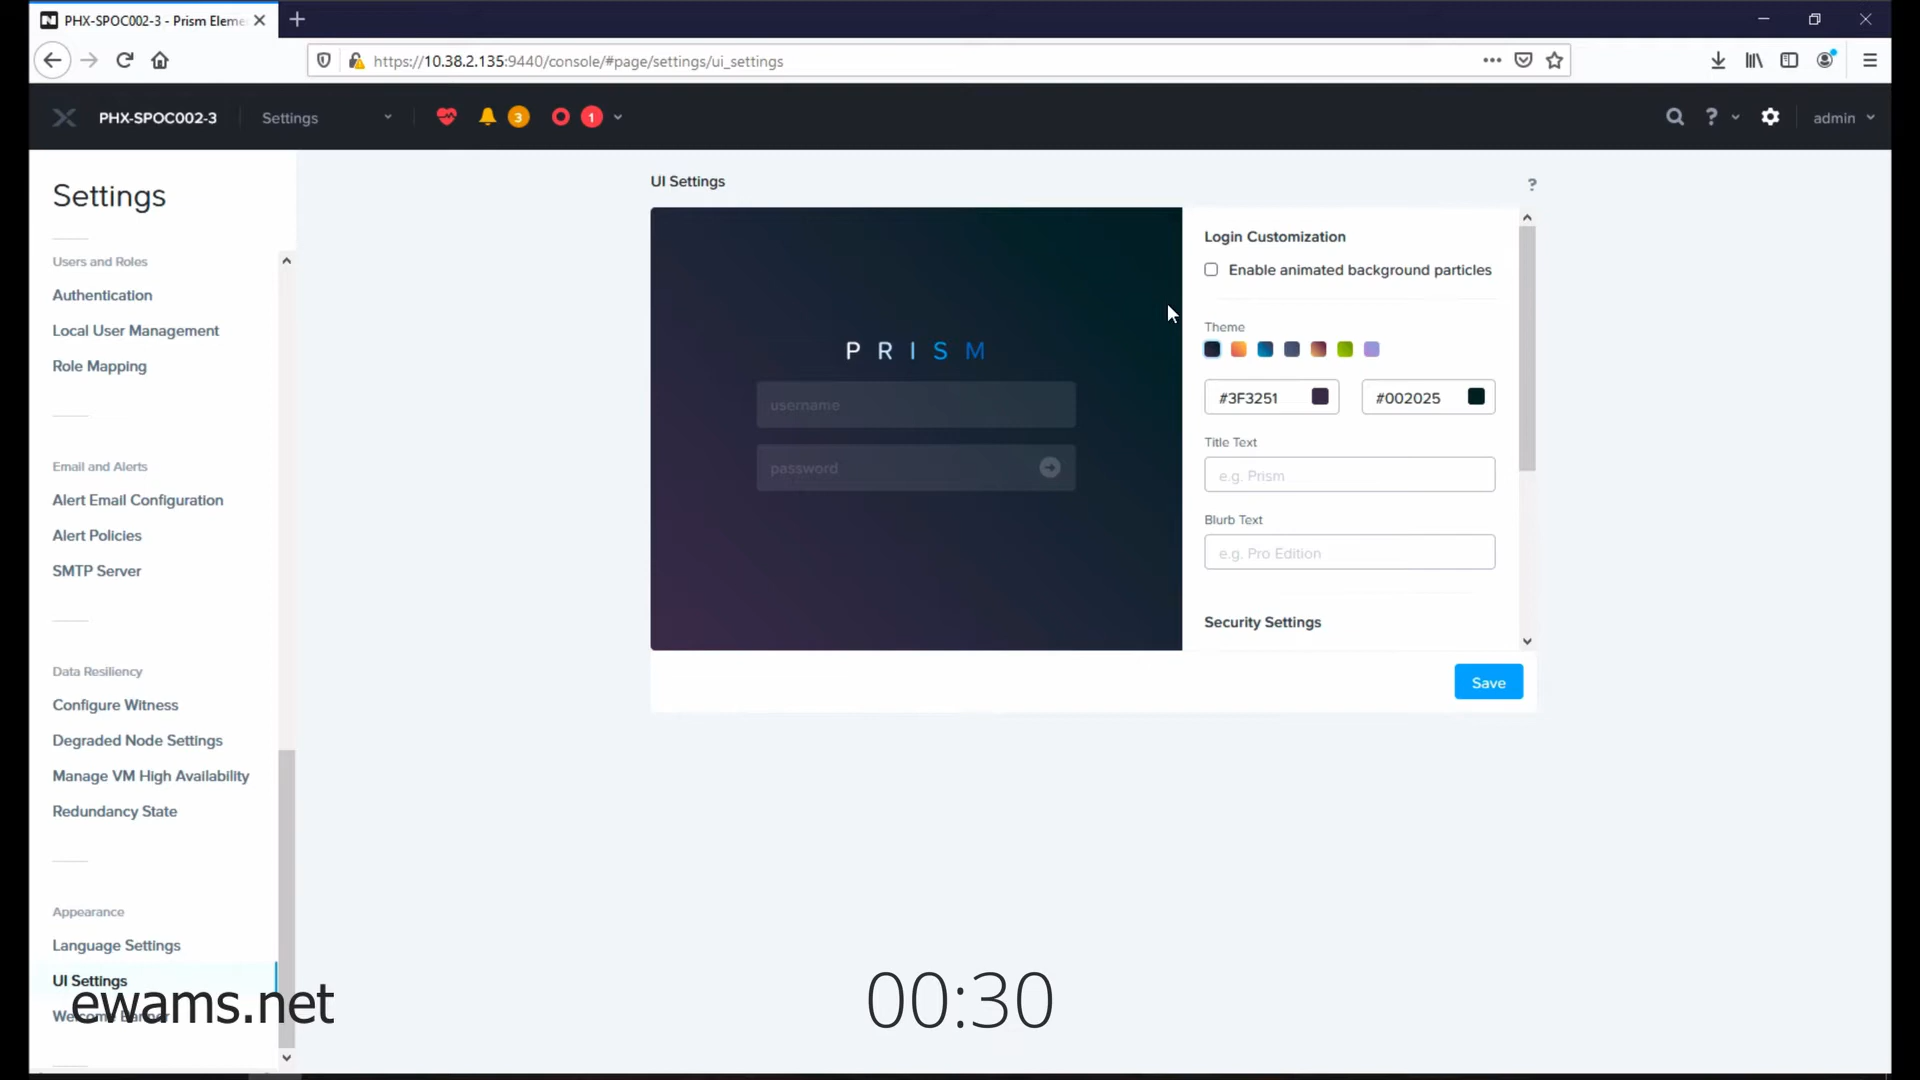 PHX-SPOC002-3 - Prism Eleme
https://10.38.2.135:9440/console/#page/settings/ui_settings
PHX-SPOC002-3
Settings
3
1
?
admin
Settings
Users and Roles
Authentication
Local User Management
Role Mapping
Email and Alerts
Alert Email Configuration
Alert Policies
SMTP Server
Data Resiliency
Configure Witness
Degraded Node Settings
Manage VM High Availability
Redundancy State
Appearance
Language Settings
UI Settings
Welcome Banner
ewams.net
UI Settings
?
PRISM
username
password
Login Customization
Enable animated background particles
Theme
#3F3251
#002025
Title Text
e.g. Prism
Blurb Text
e.g. Pro Edition
Security Settings
Save
00:30